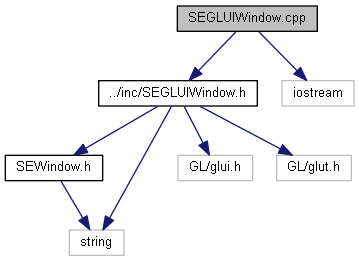 SEGLUIWindow.cpp
../inc/SEGLUIWindow.h
iostream
SEWindow.h
GL/glui.h
GL/glut.h
string